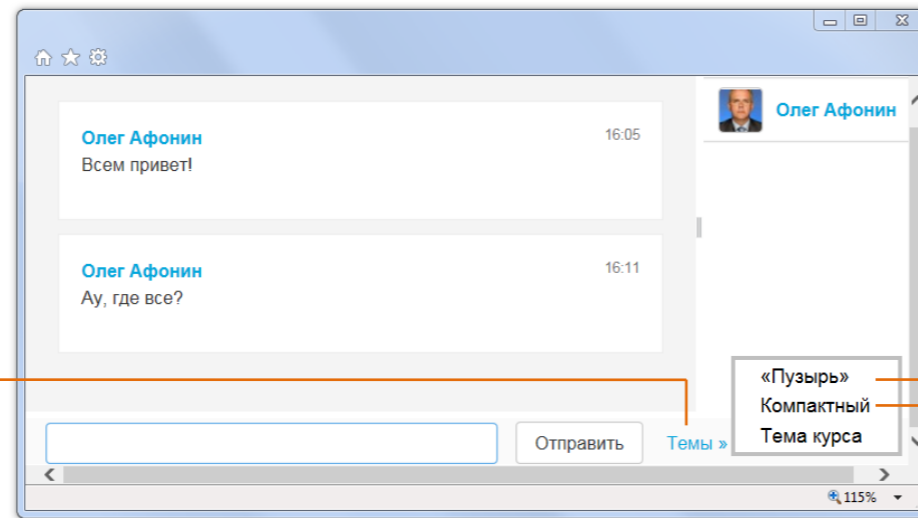 Олег Афонин
Олег Афонин 16:05
Всем привет!
Олег Афонин 16:11
Ау, где все?
«Пузырь»
Компактный
Тема курса
Отправить Темы »
115%